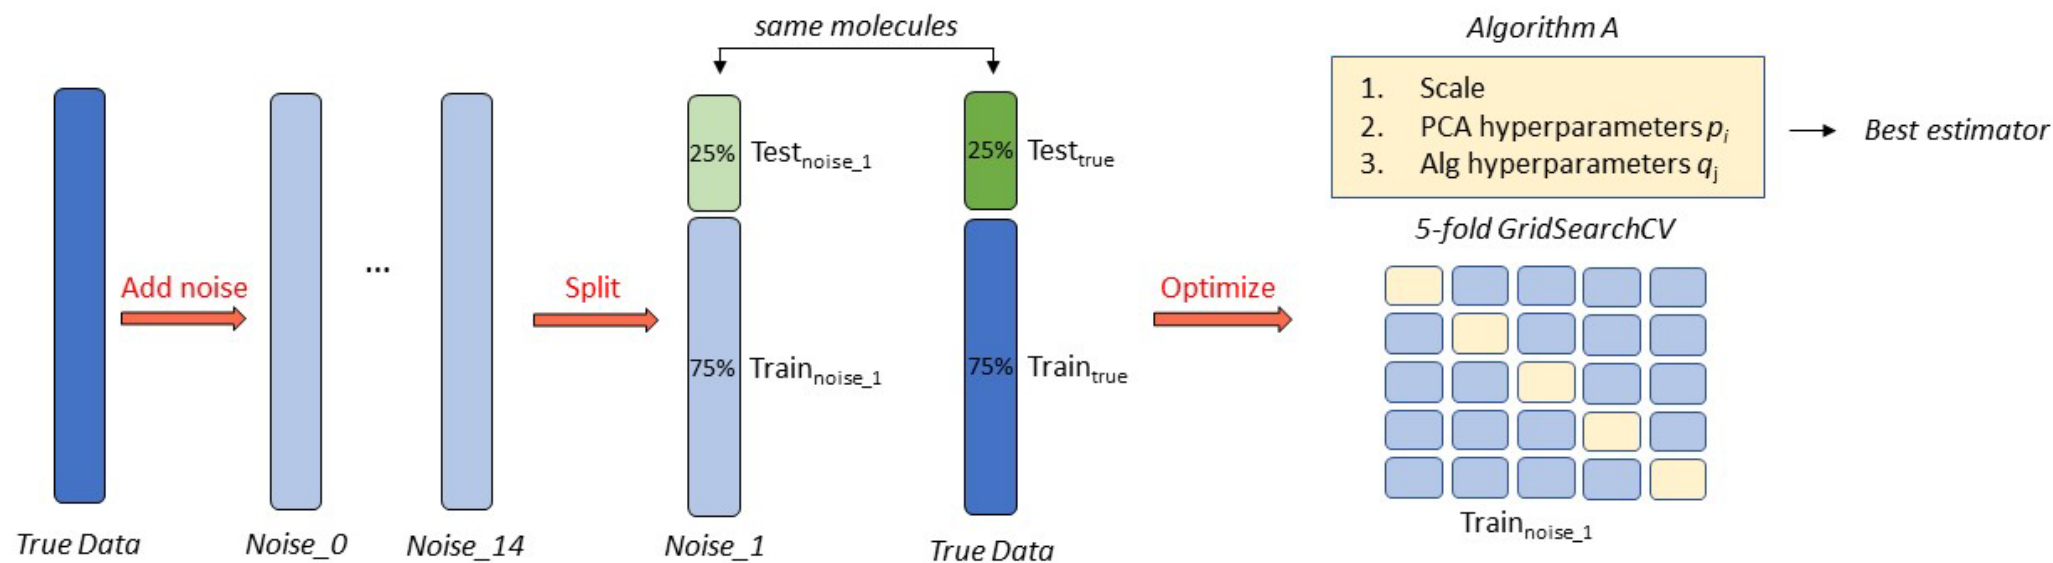 same molecules
Algorithm A
1. Scale
2. PCA hyperparameters pi
3. Alg hyperparameters qj
Best estimator
25% Testnoise_1
25% Testtrue
5-fold GridSearchCV
...
Add noise
Split
Optimize
75% Trainnoise_1
75% Traintrue
Trainnoise_1
True Data
Noise_0
Noise_14
Noise_1
True Data